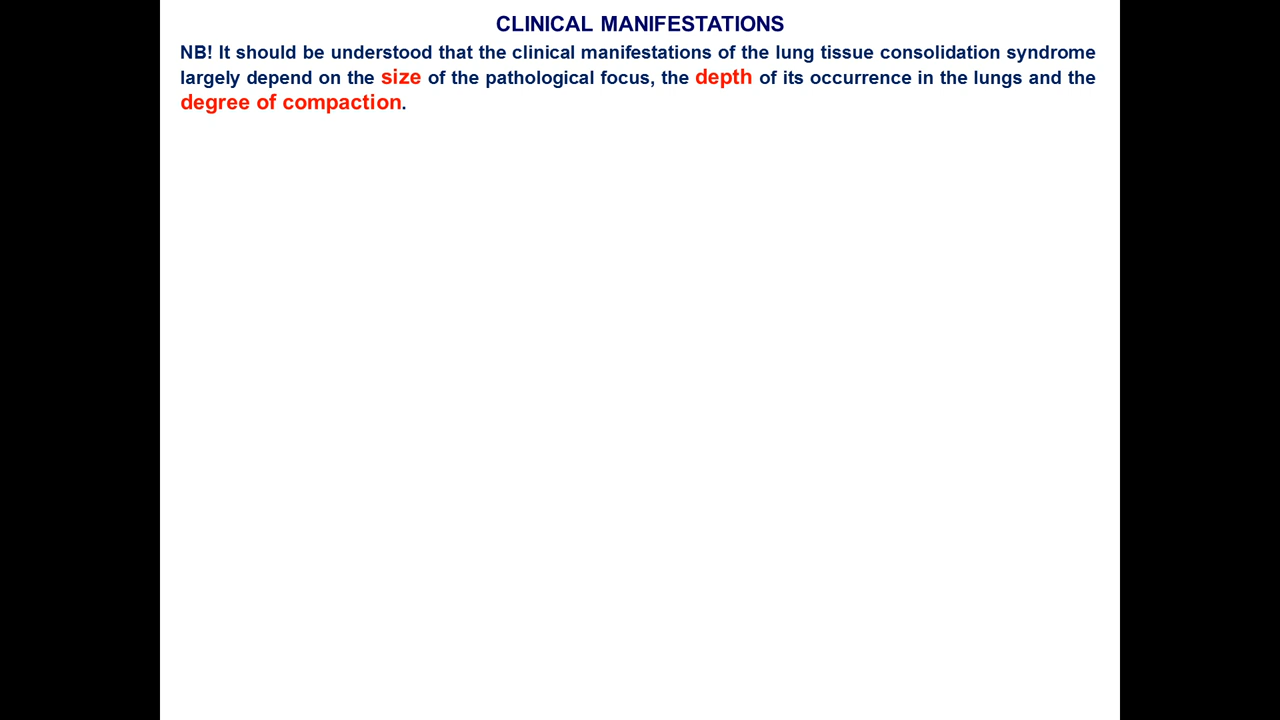 CLINICAL MANIFESTATIONS
NB! It should be understood that the clinical manifestations of the lung tissue consolidation syndrome
largely depend on the size of the pathological focus, the depth of its occurrence in the lungs and the
degree of compaction.